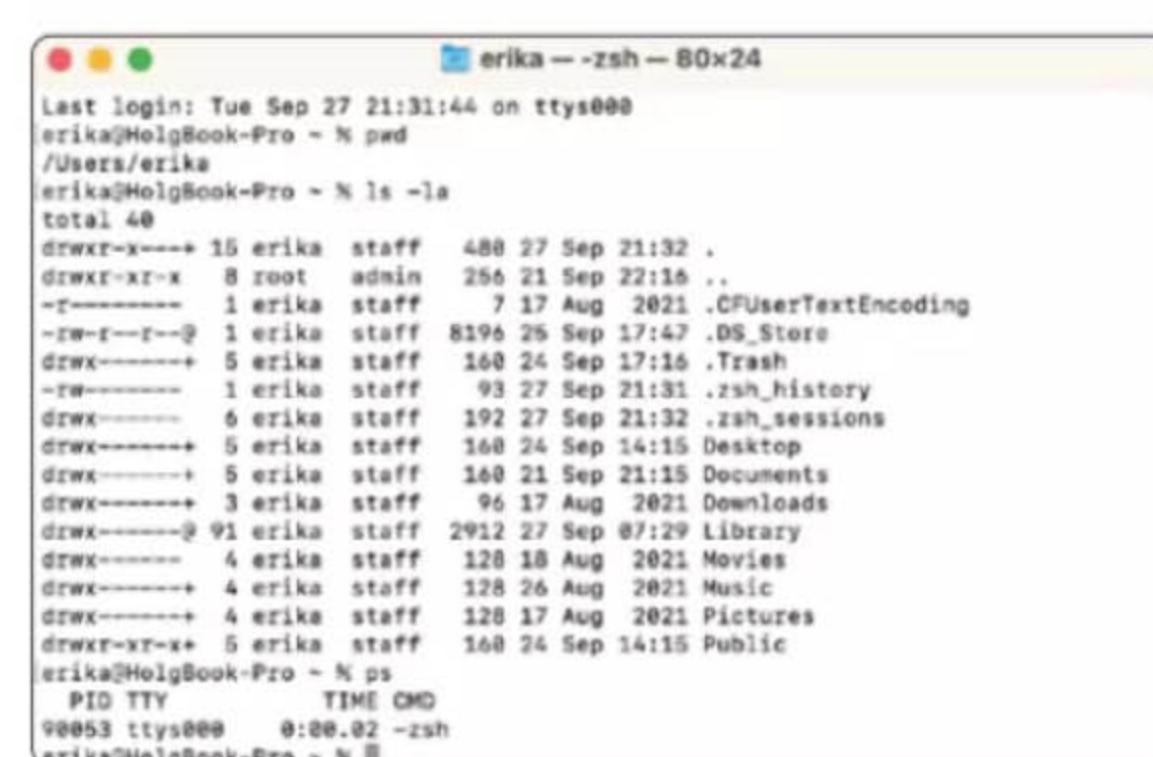 erika — -zsh — 80×24
Last login: Tue Sep 27 21:31:44 on ttys000
erika@HolgBook-Pro ~ % pwd
/Users/erika
erika@HolgBook-Pro ~ % ls -la
total 40
drwxr-x---+ 15 erika  staff   480 27 Sep 21:32 .
drwxr-xr-x   8 root   admin   256 21 Sep 22:16 ..
-r--------   1 erika  staff     7 17 Aug  2021 .CFUserTextEncoding
-rw-r--r--@  1 erika  staff  8196 25 Sep 17:47 .DS_Store
drwx------+  5 erika  staff   160 24 Sep 17:16 .Trash
-rw-------   1 erika  staff    93 27 Sep 21:31 .zsh_history
drwx------   6 erika  staff   192 27 Sep 21:32 .zsh_sessions
drwx------+  5 erika  staff   160 24 Sep 14:15 Desktop
drwx------+  5 erika  staff   160 21 Sep 21:15 Documents
drwx------+  3 erika  staff    96 17 Aug  2021 Downloads
drwx------@ 91 erika  staff  2912 27 Sep 07:29 Library
drwx------   4 erika  staff   128 18 Aug  2021 Movies
drwx------+  4 erika  staff   128 26 Aug  2021 Music
drwx------+  4 erika  staff   128 17 Aug  2021 Pictures
drwxr-xr-x+  5 erika  staff   160 24 Sep 14:15 Public
erika@HolgBook-Pro ~ % ps
  PID TTY           TIME CMD
90053 ttys000    0:00.02 -zsh
erika@HolgBook-Pro ~ %